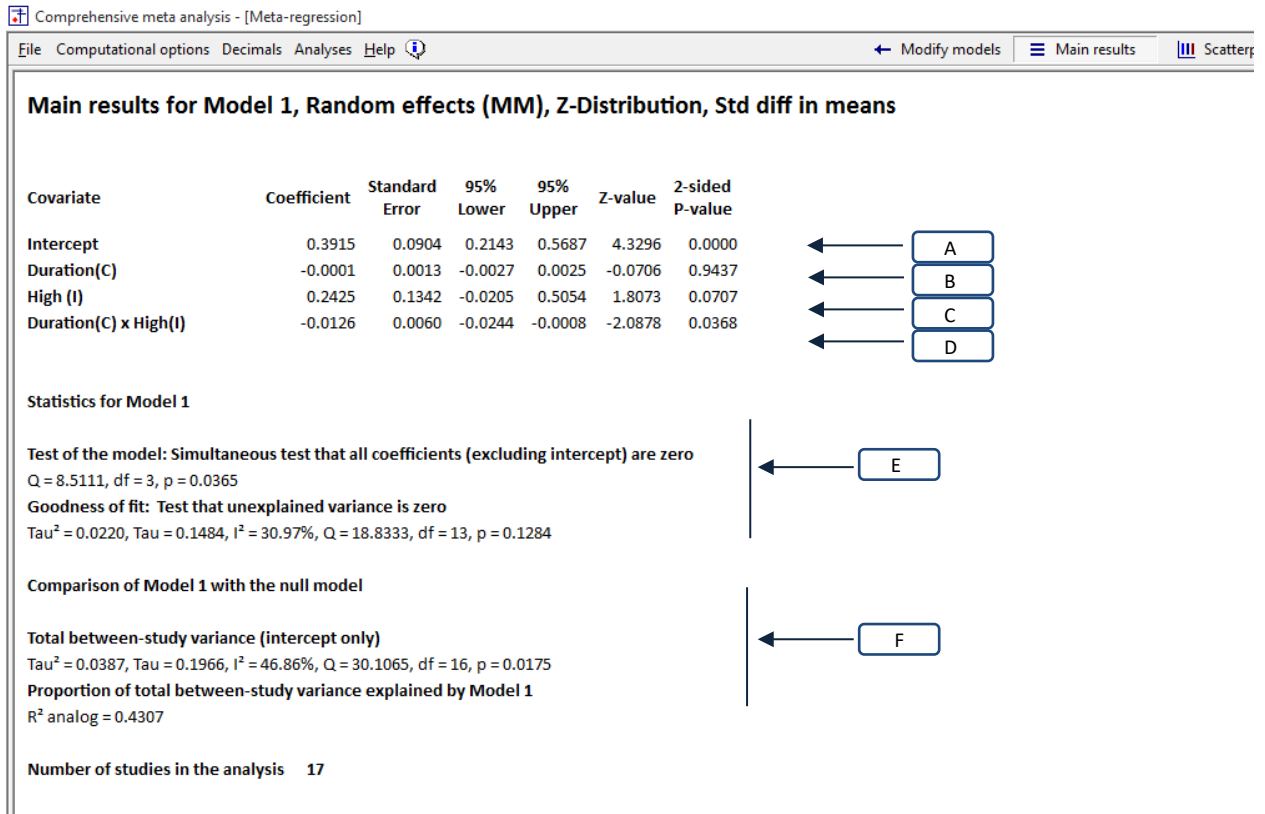 Comprehensive meta analysis - [Meta-regression]
File Computational options Decimals Analyses Help Modify models Main results Scatterp
Main results for Model 1, Random effects (MM), Z-Distribution, Std diff in means
Covariate Coefficient Standard Error 95% Lower 95% Upper Z-value 2-sided P-value
Intercept 0.3915 0.0904 0.2143 0.5687 4.3296 0.0000 A
Duration(C) -0.0001 0.0013 -0.0027 0.0025 -0.0706 0.9437 B
High (I) 0.2425 0.1342 -0.0205 0.5054 1.8073 0.0707 C
Duration(C) x High(I) -0.0126 0.0060 -0.0244 -0.0008 -2.0878 0.0368 D
Statistics for Model 1
Test of the model: Simultaneous test that all coefficients (excluding intercept) are zero
Q = 8.5111, df = 3, p = 0.0365
E
Goodness of fit: Test that unexplained variance is zero
Tau² = 0.0220, Tau = 0.1484, I² = 30.97%, Q = 18.8333, df = 13, p = 0.1284
Comparison of Model 1 with the null model
Total between-study variance (intercept only)
F
Tau² = 0.0387, Tau = 0.1966, I² = 46.86%, Q = 30.1065, df = 16, p = 0.0175
Proportion of total between-study variance explained by Model 1
R² analog = 0.4307
Number of studies in the analysis 17